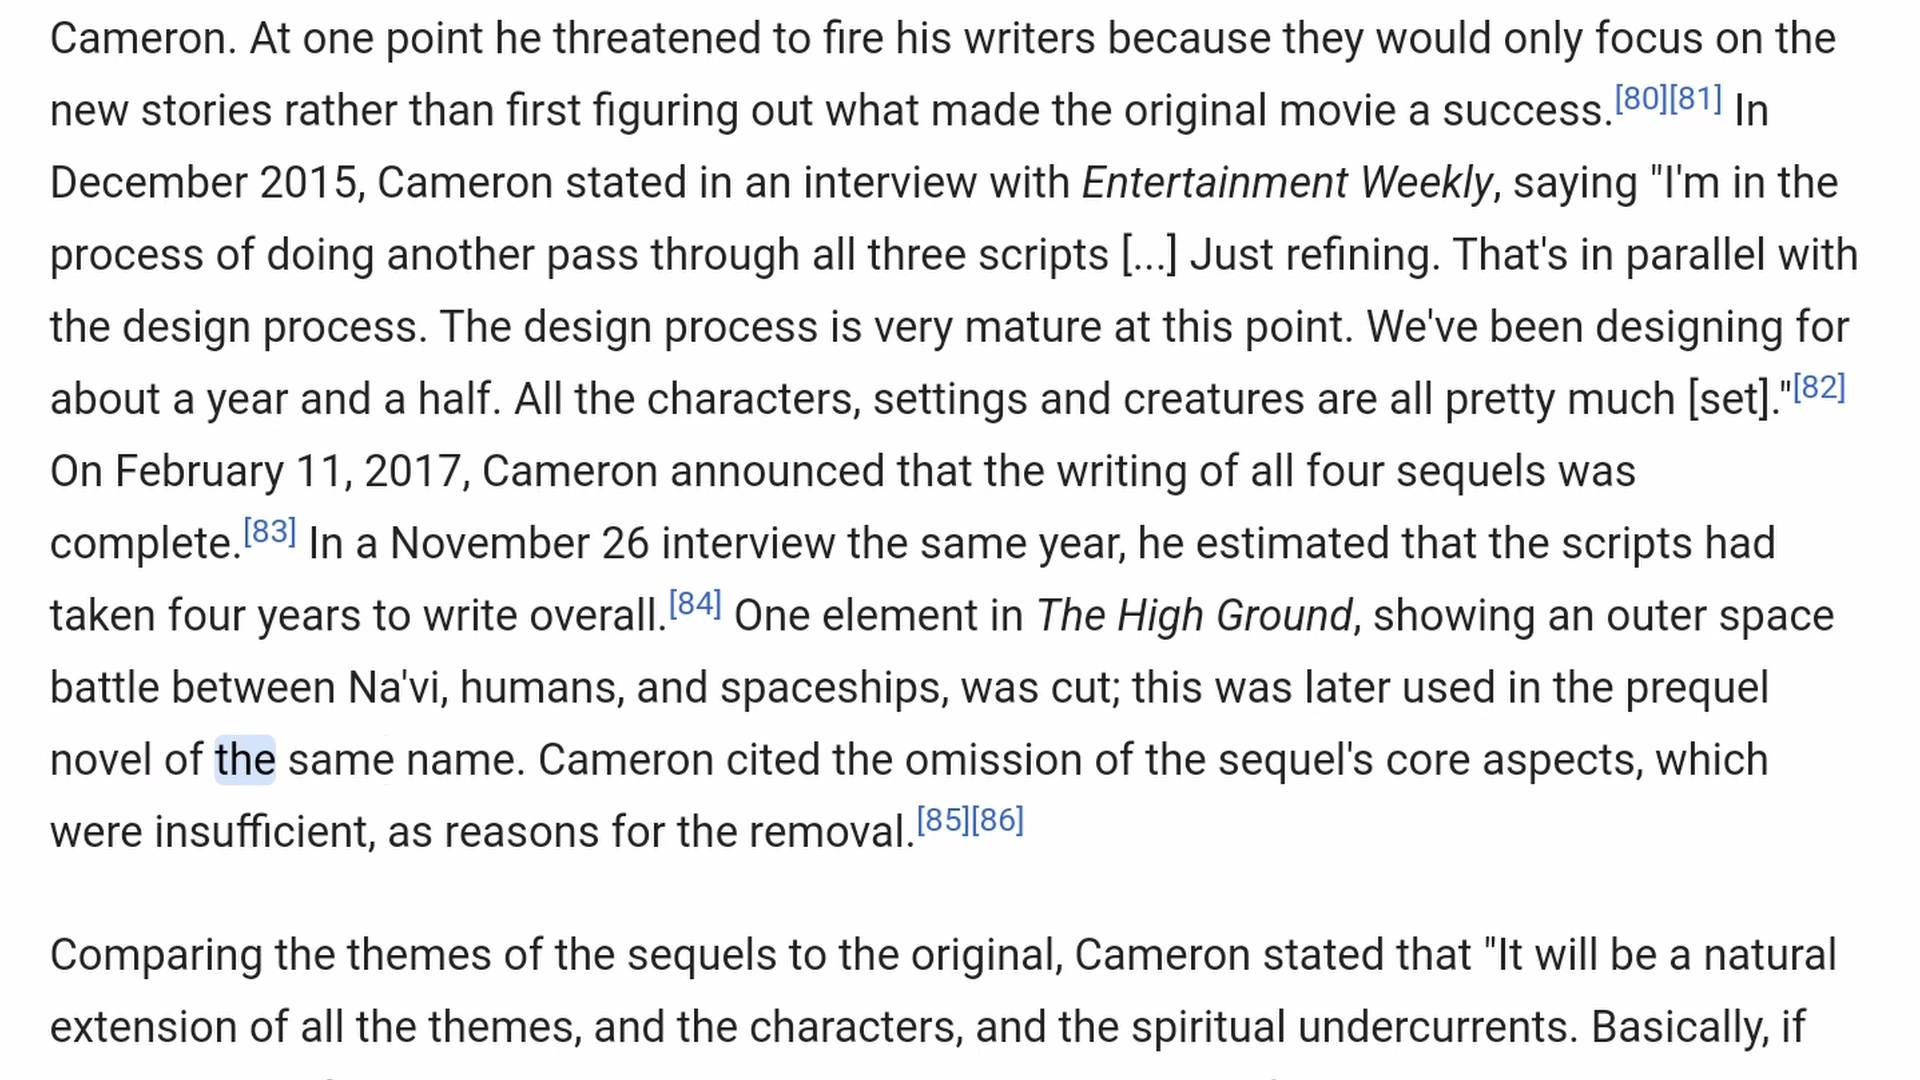 Cameron. At one point he threatened to fire his writers because they would only focus on the
new stories rather than first figuring out what made the original movie a success.[80][81] In
December 2015, Cameron stated in an interview with Entertainment Weekly, saying "I'm in the
process of doing another pass through all three scripts [...] Just refining. That's in parallel with
the design process. The design process is very mature at this point. We've been designing for
about a year and a half. All the characters, settings and creatures are all pretty much [set]."[82]
On February 11, 2017, Cameron announced that the writing of all four sequels was
complete.[83] In a November 26 interview the same year, he estimated that the scripts had
taken four years to write overall.[84] One element in The High Ground, showing an outer space
battle between Na'vi, humans, and spaceships, was cut; this was later used in the prequel
novel of the same name. Cameron cited the omission of the sequel's core aspects, which
were insufficient, as reasons for the removal.[85][86]
Comparing the themes of the sequels to the original, Cameron stated that "It will be a natural
extension of all the themes, and the characters, and the spiritual undercurrents. Basically, if